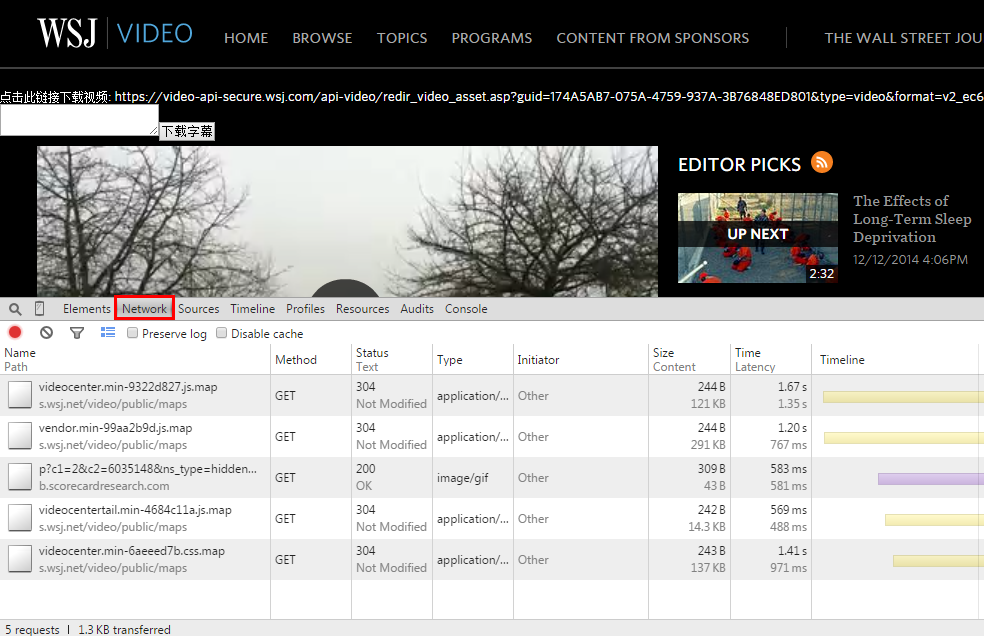 WSJ VIDEO HOME BROWSE TOPICS PROGRAMS CONTENT FROM SPONSORS THE WALL STREET JOU
点击此链接下载视频: https://video-api-secure.wsj.com/api-video/redir_video_asset.asp?guid=174A5AB7-075A-4759-937A-3B76848ED801&type=video&format=v2_ec6
下载字幕
EDITOR PICKS
UP NEXT
2:32
The Effects of
Long-Term Sleep
Deprivation
12/12/2014 4:06PM
Elements Network Sources Timeline Profiles Resources Audits Console
Preserve log Disable cache
Name Method Status Type Initiator Size Time Timeline
Path Text Content Latency
videocenter.min-9322d827.js.map GET 304 application/... Other 244 B 1.67 s
s.wsj.net/video/public/maps Not Modified 121 KB 1.35 s
vendor.min-99aa2b9d.js.map GET 304 application/... Other 244 B 1.20 s
s.wsj.net/video/public/maps Not Modified 291 KB 767 ms
p?c1=2&c2=6035148&ns_type=hidden... GET 200 image/gif Other 309 B 583 ms
b.scorecardresearch.com OK 43 B 581 ms
videocentertail.min-4684c11a.js.map GET 304 application/... Other 242 B 569 ms
s.wsj.net/video/public/maps Not Modified 14.3 KB 488 ms
videocenter.min-6aeeed7b.css.map GET 304 application/... Other 243 B 1.41 s
s.wsj.net/video/public/maps Not Modified 137 KB 971 ms
5 requests | 1.3 KB transferred